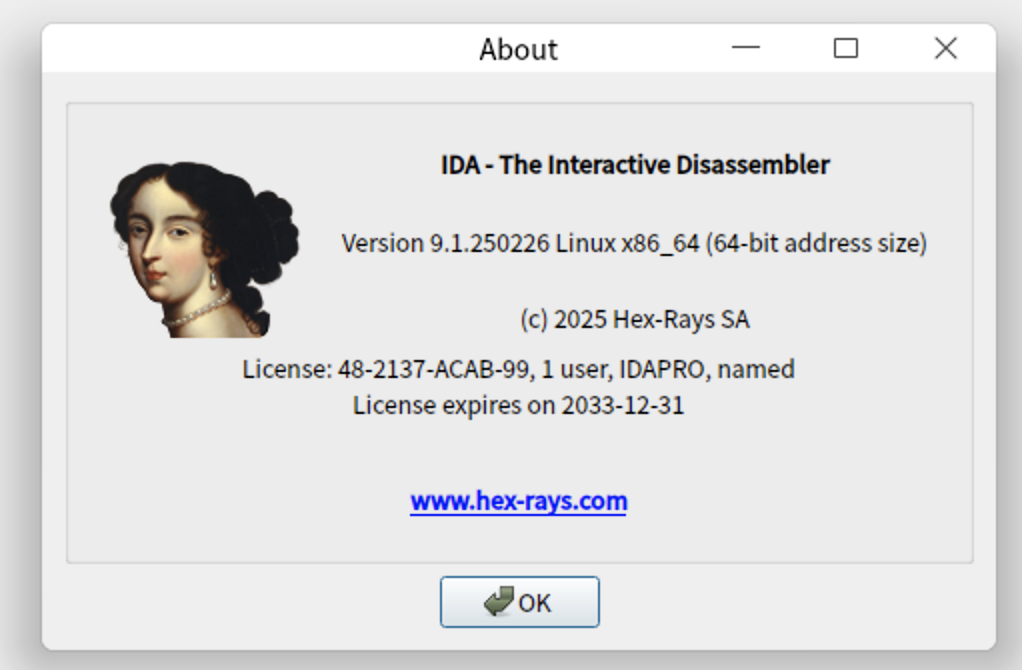 About
IDA - The Interactive Disassembler
Version 9.1.250226 Linux x86_64 (64-bit address size)
(c) 2025 Hex-Rays SA
License: 48-2137-ACAB-99, 1 user, IDAPRO, named
License expires on 2033-12-31
www.hex-rays.com
OK